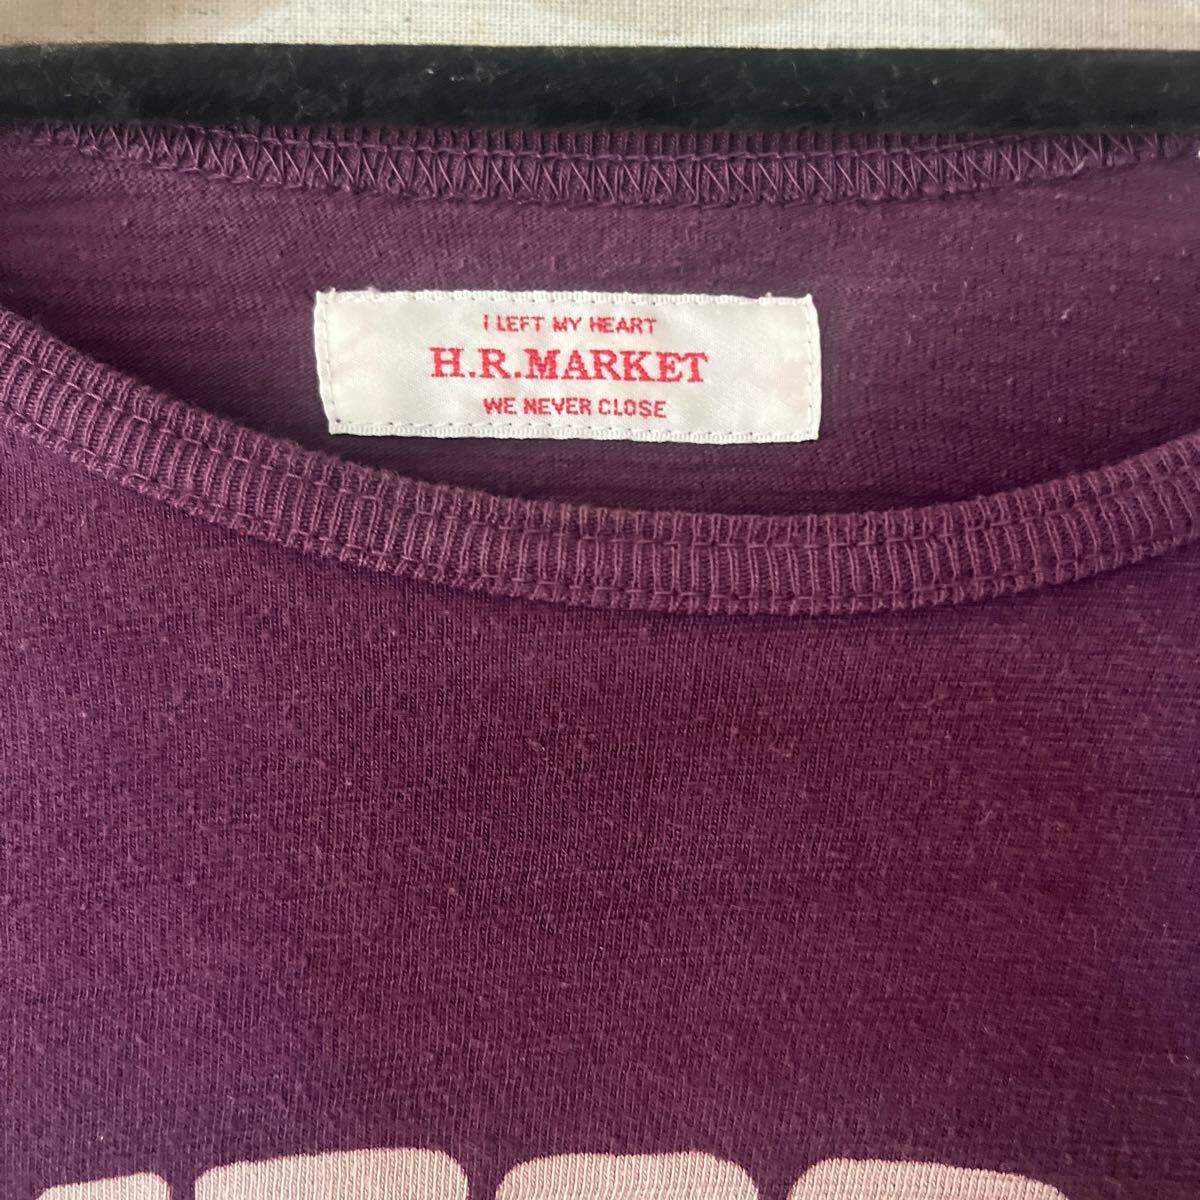 I LEFT MY HEART
H.R.MARKET
WE NEVER CLOSE